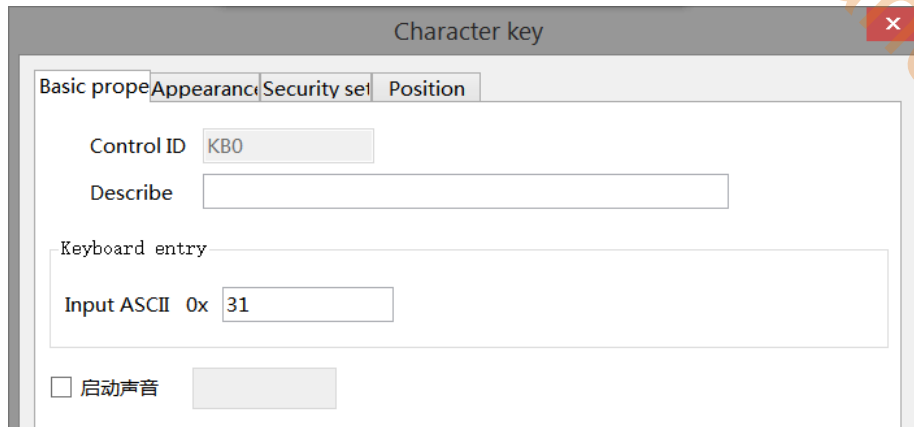 Character key
Basic prope Appearanc Security set Position
Control ID KB0
Describe
Keyboard entry
Input ASCII 0x 31
启动声音